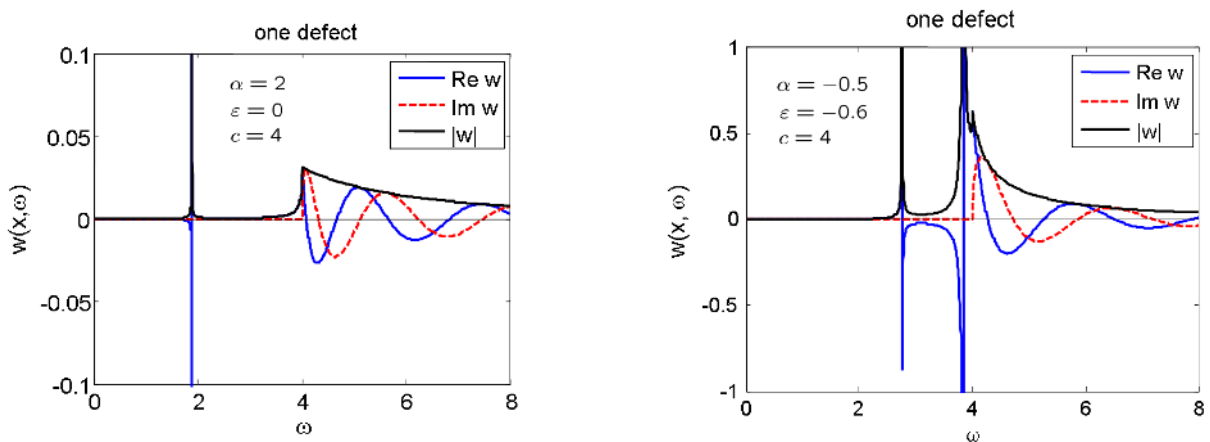 one defect
0.1
0.05
0
-0.05
-0.1
w(x,ω)
α = 2
ε = 0
c = 4
Re w
Im w
|w|
0 2 4 6 8
ω
one defect
1
0.5
0
-0.5
-1
w(x, ω)
α = −0.5
ε = −0.6
c = 4
Re w
Im w
|w|
0 2 4 6 8
ω